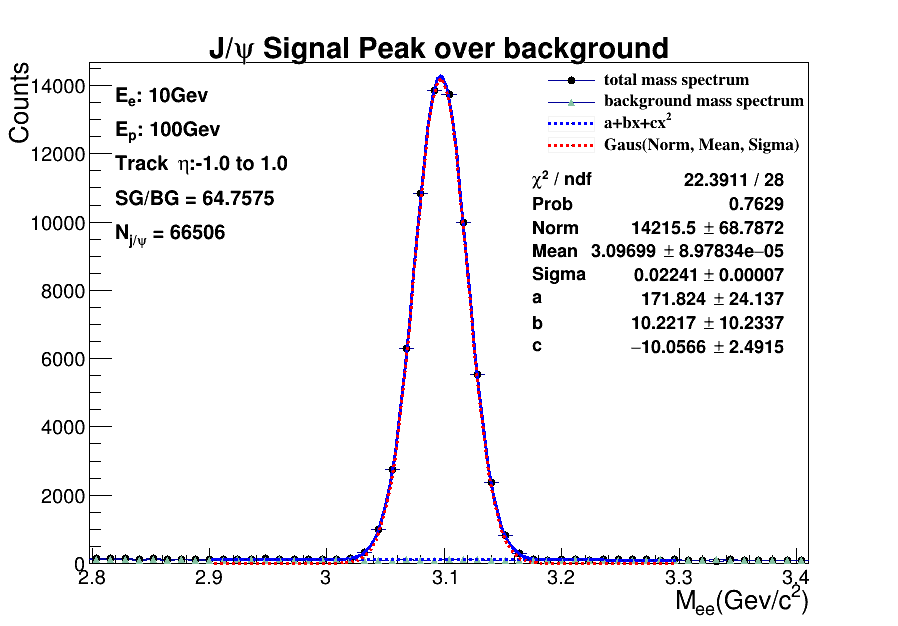 J/ψ Signal Peak over background
Counts
14000
12000
10000
8000
6000
4000
2000
0
E_e: 10Gev
E_p: 100Gev
Track η:-1.0 to 1.0
SG/BG = 64.7575
N_j/ψ = 66506
total mass spectrum
background mass spectrum
a+bx+cx²
Gaus(Norm, Mean, Sigma)
χ² / ndf 22.3911 / 28
Prob 0.7629
Norm 14215.5 ± 68.7872
Mean 3.09699 ± 8.97834e−05
Sigma 0.02241 ± 0.00007
a 171.824 ± 24.137
b 10.2217 ± 10.2337
c −10.0566 ± 2.4915
2.8 2.9 3 3.1 3.2 3.3 3.4
M_ee(Gev/c²)